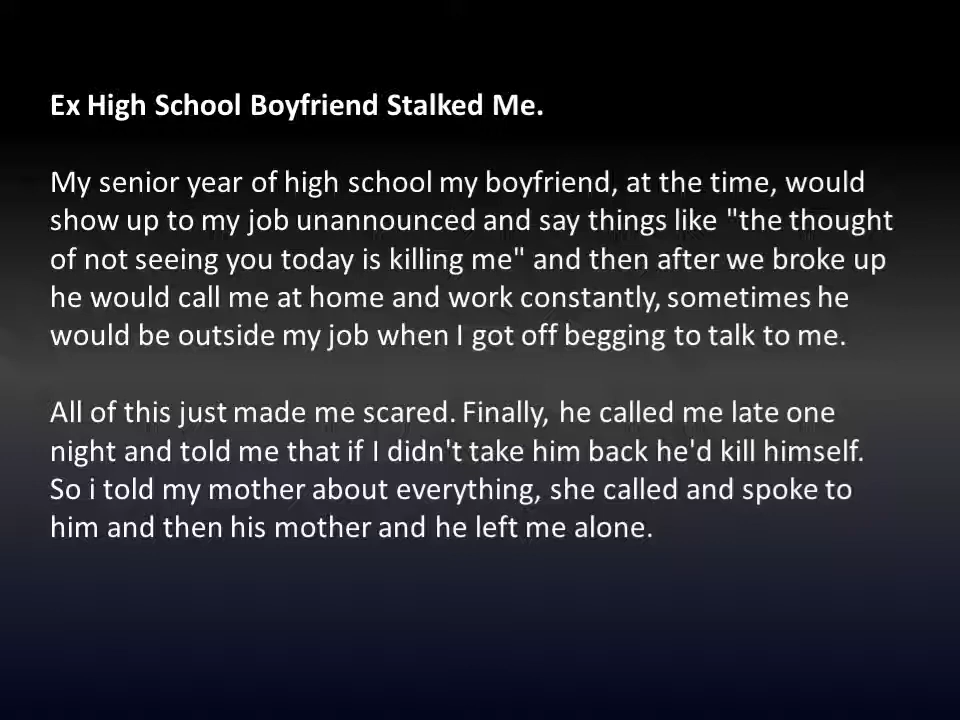 Ex High School Boyfriend Stalked Me.
My senior year of high school my boyfriend, at the time, would
show up to my job unannounced and say things like "the thought
of not seeing you today is killing me" and then after we broke up
he would call me at home and work constantly, sometimes he
would be outside my job when I got off begging to talk to me.
All of this just made me scared. Finally, he called me late one
night and told me that if I didn't take him back he'd kill himself.
So i told my mother about everything, she called and spoke to
him and then his mother and he left me alone.